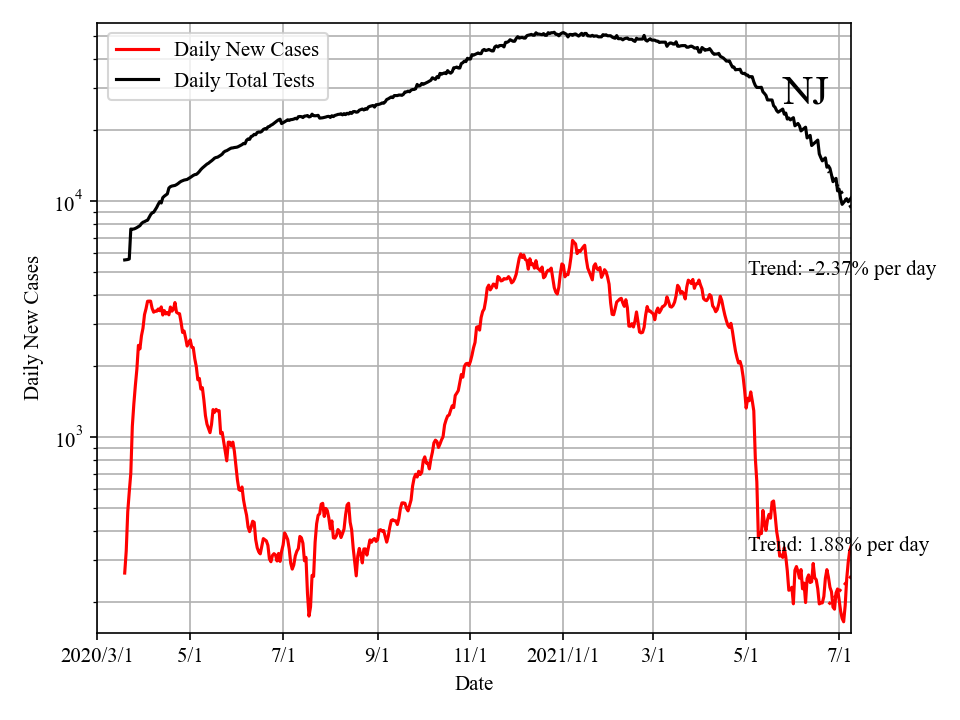 Daily New Cases
Daily Total Tests
NJ
10^4
Trend: -2.37% per day
Daily New Cases
10^3
Trend: 1.88% per day
2020/3/1 5/1 7/1 9/1 11/1 2021/1/1 3/1 5/1 7/1
Date